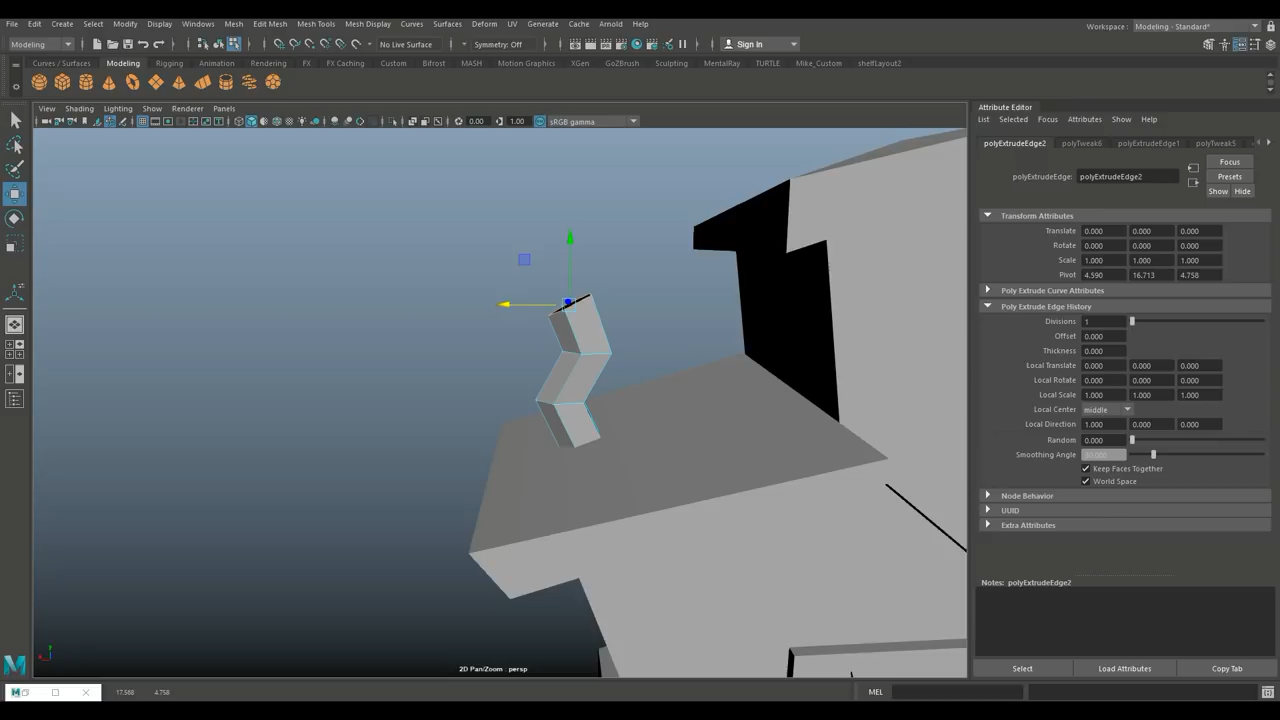 File Edit Create Select Modify Display Windows Mesh Edit Mesh Mesh Tools Mesh Display Curves Surfaces Deform UV Generate Cache Arnold Help
Workspace : Modeling - Standard*
Modeling No Live Surface Symmetry: Off Sign In
Curves / Surfaces Modeling Rigging Animation Rendering FX FX Caching Custom Bifrost MASH Motion Graphics XGen GoZBrush Sculpting MentalRay TURTLE Mike_Custom shelfLayout2
View Shading Lighting Show Renderer Panels
0.00 1.00 sRGB gamma
Attribute Editor
List Selected Focus Attributes Show Help
polyExtrudeEdge2 polyTweak6 polyExtrudeEdge1 polyTweak5
Focus
polyExtrudeEdge: polyExtrudeEdge2 Presets
Show Hide
Transform Attributes
Translate 0.000 0.000 0.000
Rotate 0.000 0.000 0.000
Scale 1.000 1.000 1.000
Pivot 4.590 16.713 4.758
Poly Extrude Curve Attributes
Poly Extrude Edge History
Divisions 1
Offset 0.000
Thickness 0.000
Local Translate 0.000 0.000 0.000
Local Rotate 0.000 0.000 0.000
Local Scale 1.000 1.000 1.000
Local Center middle
Local Direction 1.000 0.000 0.000
Random 0.000
Smoothing Angle
Keep Faces Together
World Space
Node Behavior
UUID
Extra Attributes
Notes: polyExtrudeEdge2
2D Pan/Zoom : persp
Select Load Attributes Copy Tab
17.568 4.758 MEL